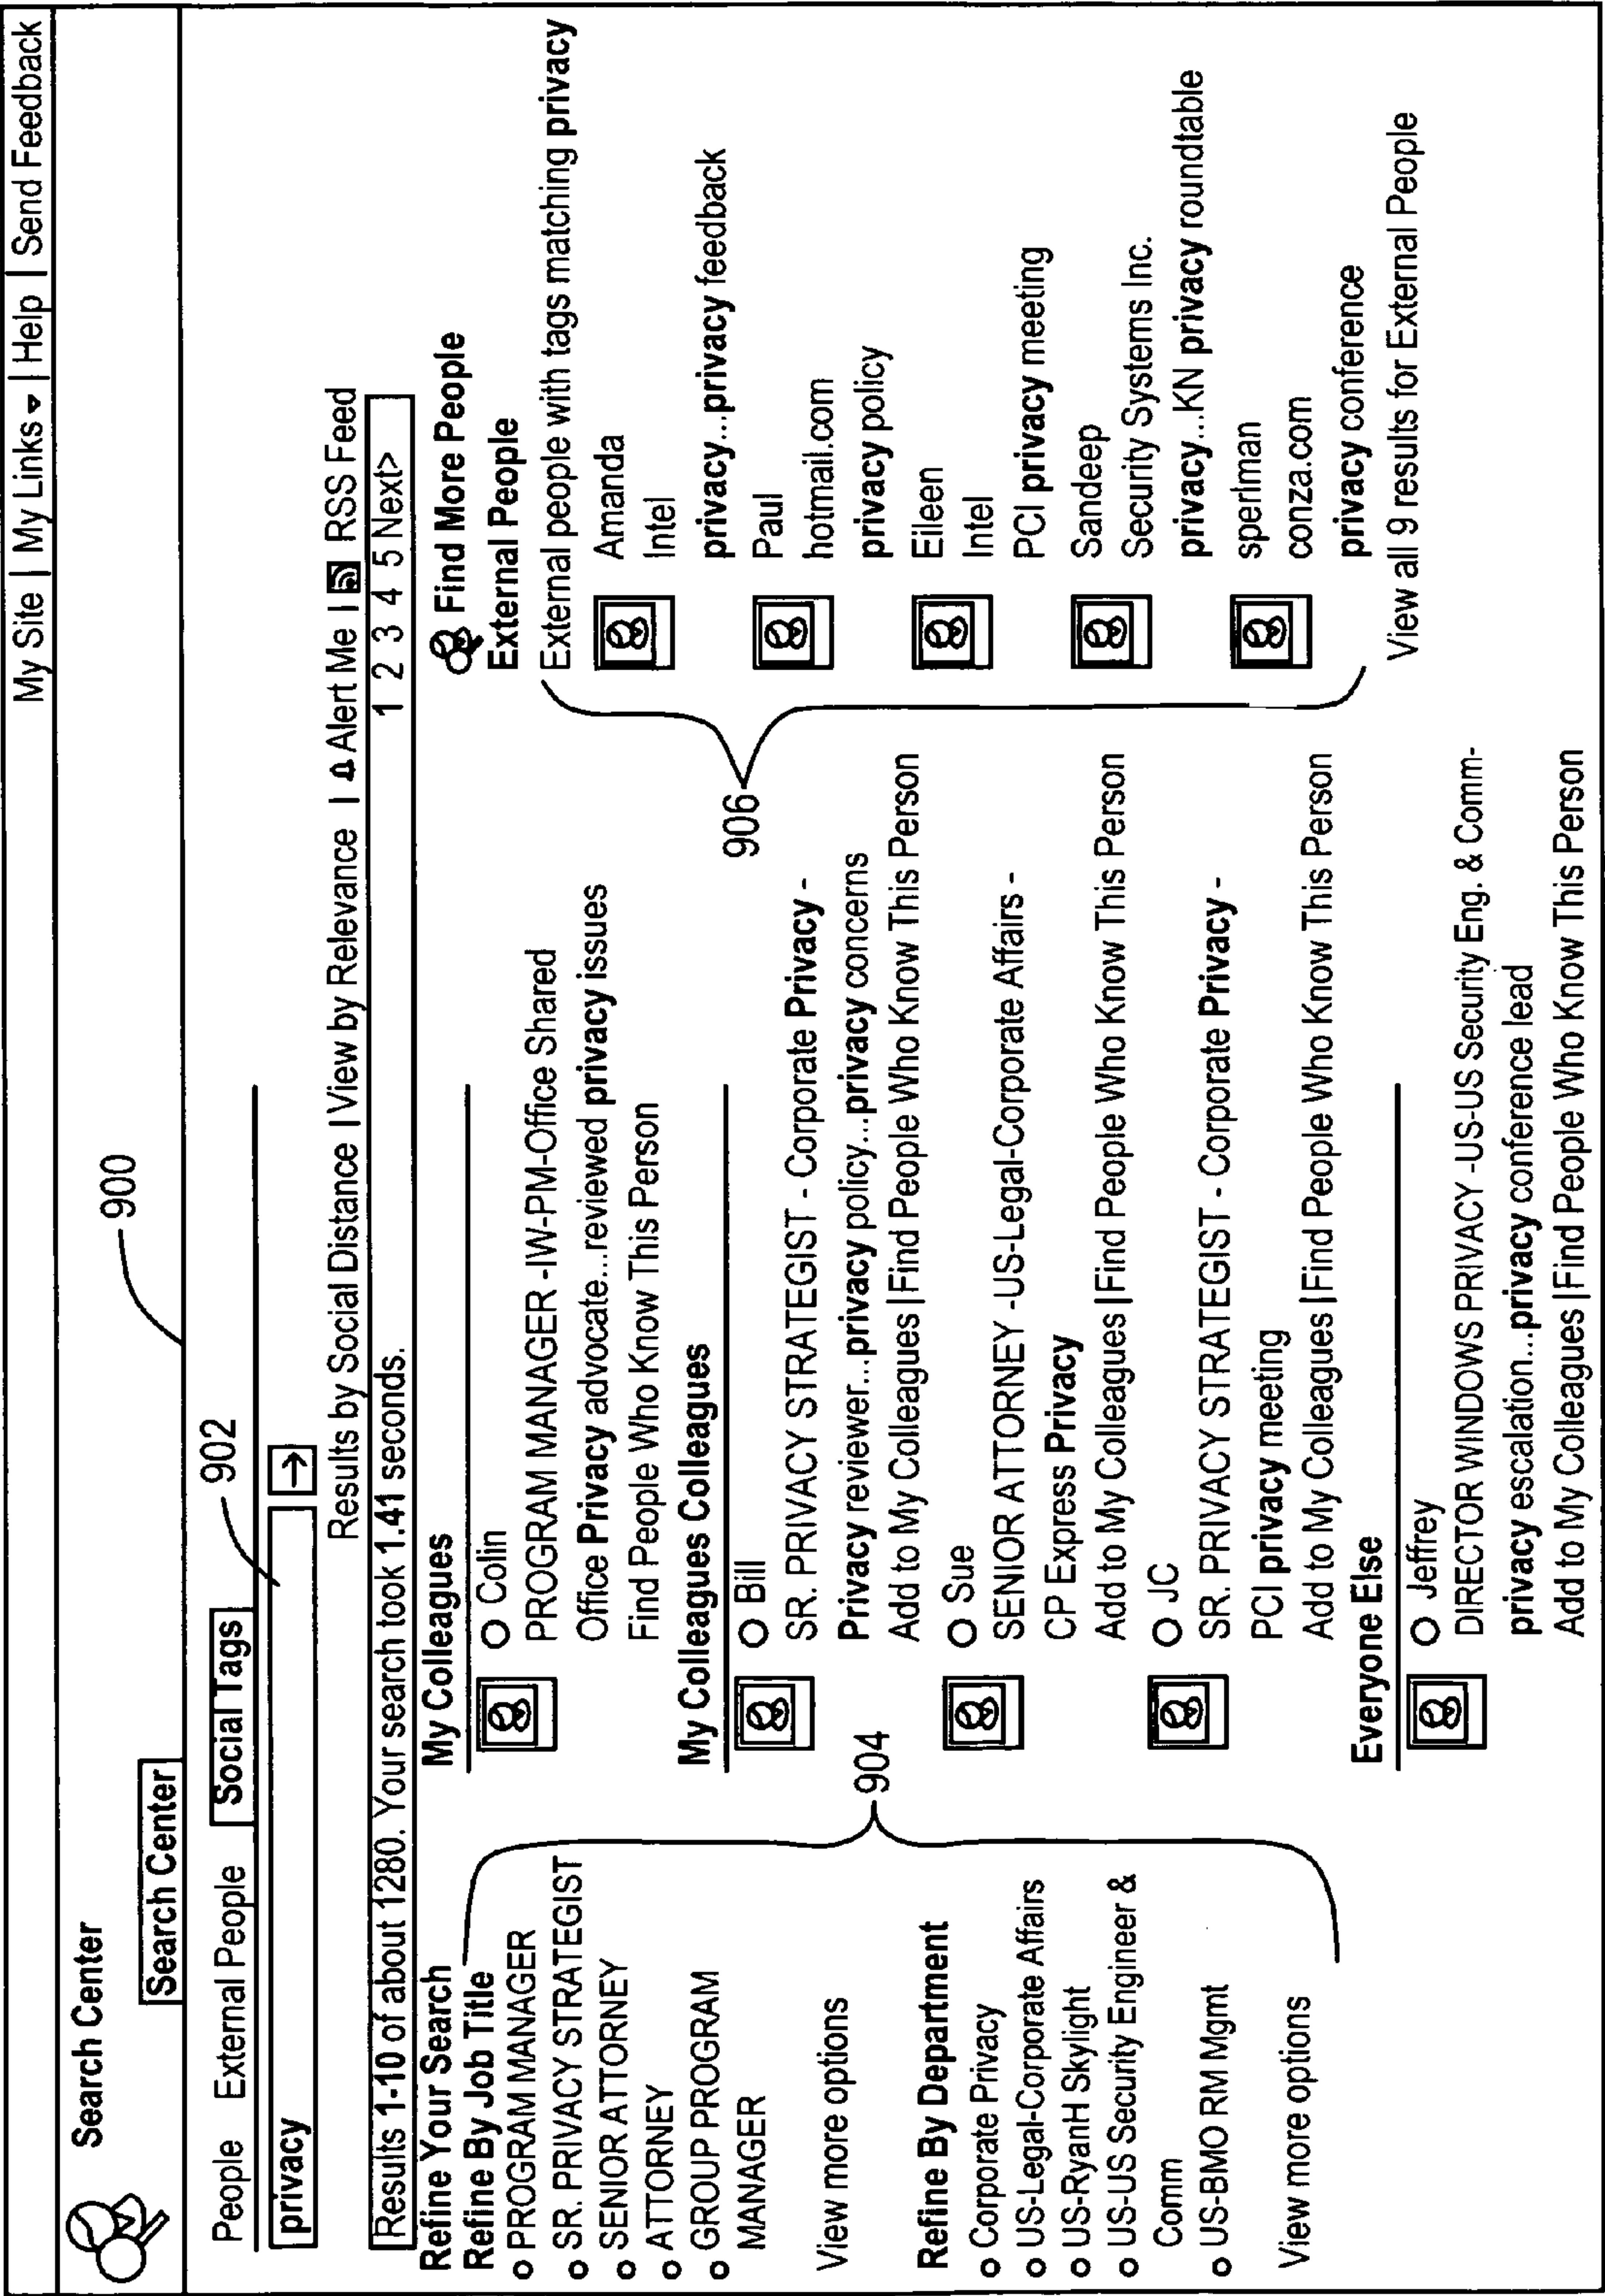 My Site | My Links | Help | Send Feedback
Search Center
Search Center
900
People External People Social Tags
902
privacy
Results by Social Distance | View by Relevance | Alert Me | RSS Feed
Results 1-10 of about 1280. Your search took 1.41 seconds.
1 2 3 4 5 Next>
Refine Your Search
Refine By Job Title
PROGRAM MANAGER
SR. PRIVACY STRATEGIST
SENIOR ATTORNEY
ATTORNEY
GROUP PROGRAM
MANAGER
View more options
Refine By Department
Corporate Privacy
US-Legal-Corporate Affairs
US-RyanH Skylight
US-US Security Engineer &
Comm
US-BMO RM Mgmt
View more options
904
My Colleagues
Colin
PROGRAM MANAGER -IW-PM-Office Shared
Office Privacy advocate...reviewed privacy issues
Find People Who Know This Person
My Colleagues Colleagues
Bill
SR. PRIVACY STRATEGIST - Corporate Privacy -
Privacy reviewer...privacy policy...privacy concerns
Add to My Colleagues | Find People Who Know This Person
Sue
SENIOR ATTORNEY -US-Legal-Corporate Affairs -
CP Express Privacy
Add to My Colleagues | Find People Who Know This Person
JC
SR. PRIVACY STRATEGIST - Corporate Privacy -
PCI privacy meeting
Add to My Colleagues | Find People Who Know This Person
Everyone Else
Jeffrey
DIRECTOR WINDOWS PRIVACY -US-US Security Eng. & Comm-
privacy escalation...privacy conference lead
Add to My Colleagues | Find People Who Know This Person
906
Find More People
External People
External people with tags matching privacy
Amanda
Intel
privacy...privacy feedback
Paul
hotmail.com
privacy policy
Eileen
Intel
PCI privacy meeting
Sandeep
Security Systems Inc.
privacy...KN privacy roundtable
sperlman
conza.com
privacy conference
View all 9 results for External People